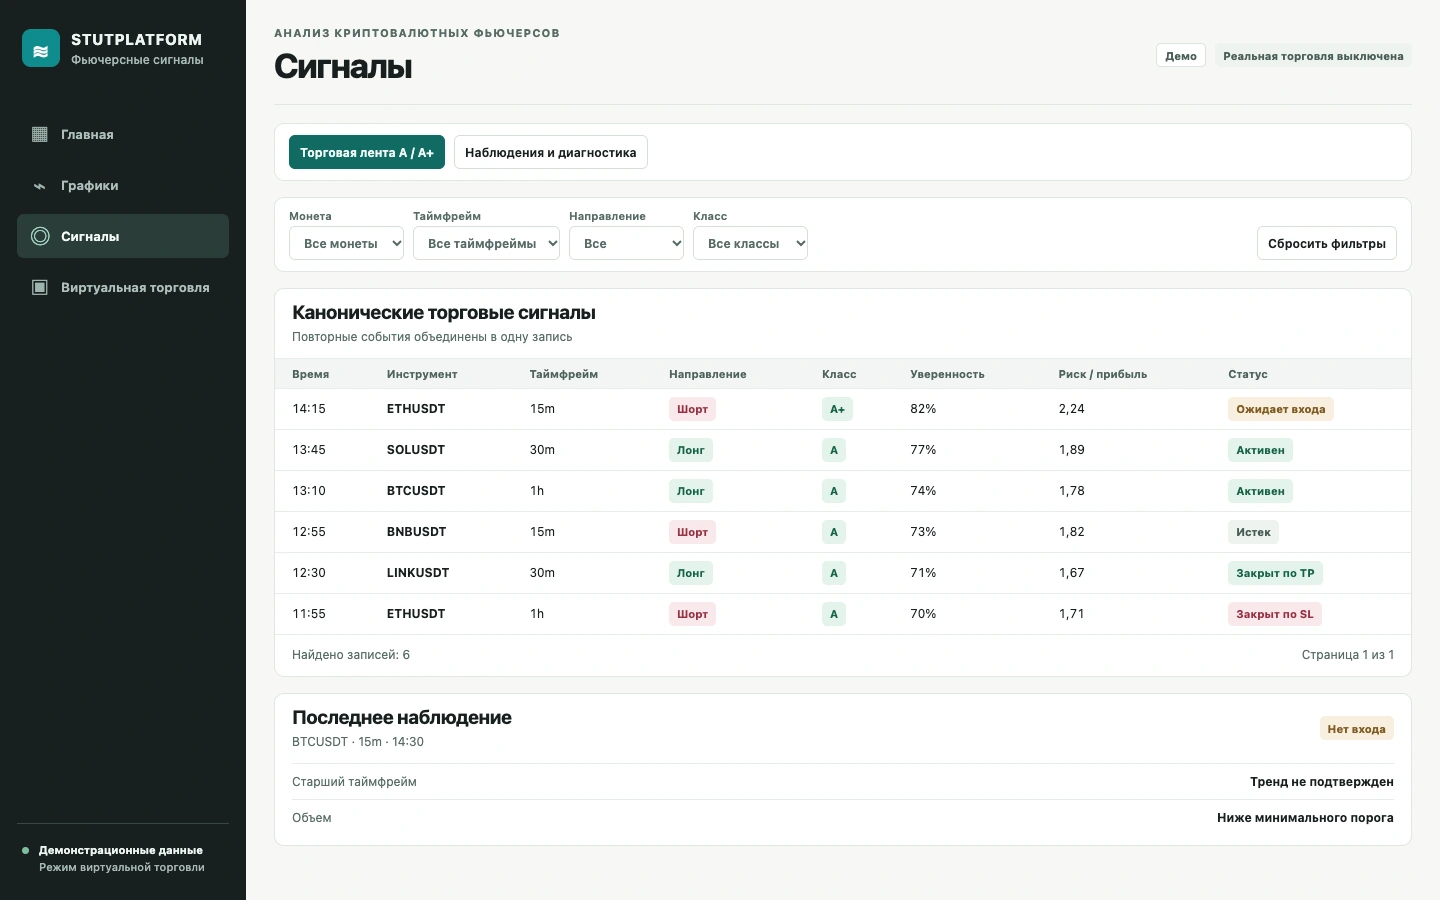 STUTPLATFORM
Фьючерсные сигналы
Главная
Графики
Сигналы
Виртуальная торговля
Демонстрационные данные
Режим виртуальной торговли
АНАЛИЗ КРИПТОВАЛЮТНЫХ ФЬЮЧЕРСОВ
Сигналы
Демо
Реальная торговля выключена
Торговая лента A / A+
Наблюдения и диагностика
Монета Таймфрейм Направление Класс
Все монеты Все таймфреймы Все Все классы Сбросить фильтры
Канонические торговые сигналы
Повторные события объединены в одну запись
Время Инструмент Таймфрейм Направление Класс Уверенность Риск / прибыль Статус
14:15 ETHUSDT 15m Шорт A+ 82% 2,24 Ожидает входа
13:45 SOLUSDT 30m Лонг A 77% 1,89 Активен
13:10 BTCUSDT 1h Лонг A 74% 1,78 Активен
12:55 BNBUSDT 15m Шорт A 73% 1,82 Истек
12:30 LINKUSDT 30m Лонг A 71% 1,67 Закрыт по TP
11:55 ETHUSDT 1h Шорт A 70% 1,71 Закрыт по SL
Найдено записей: 6 Страница 1 из 1
Последнее наблюдение
BTCUSDT · 15m · 14:30
Нет входа
Старший таймфрейм Тренд не подтвержден
Объем Ниже минимального порога